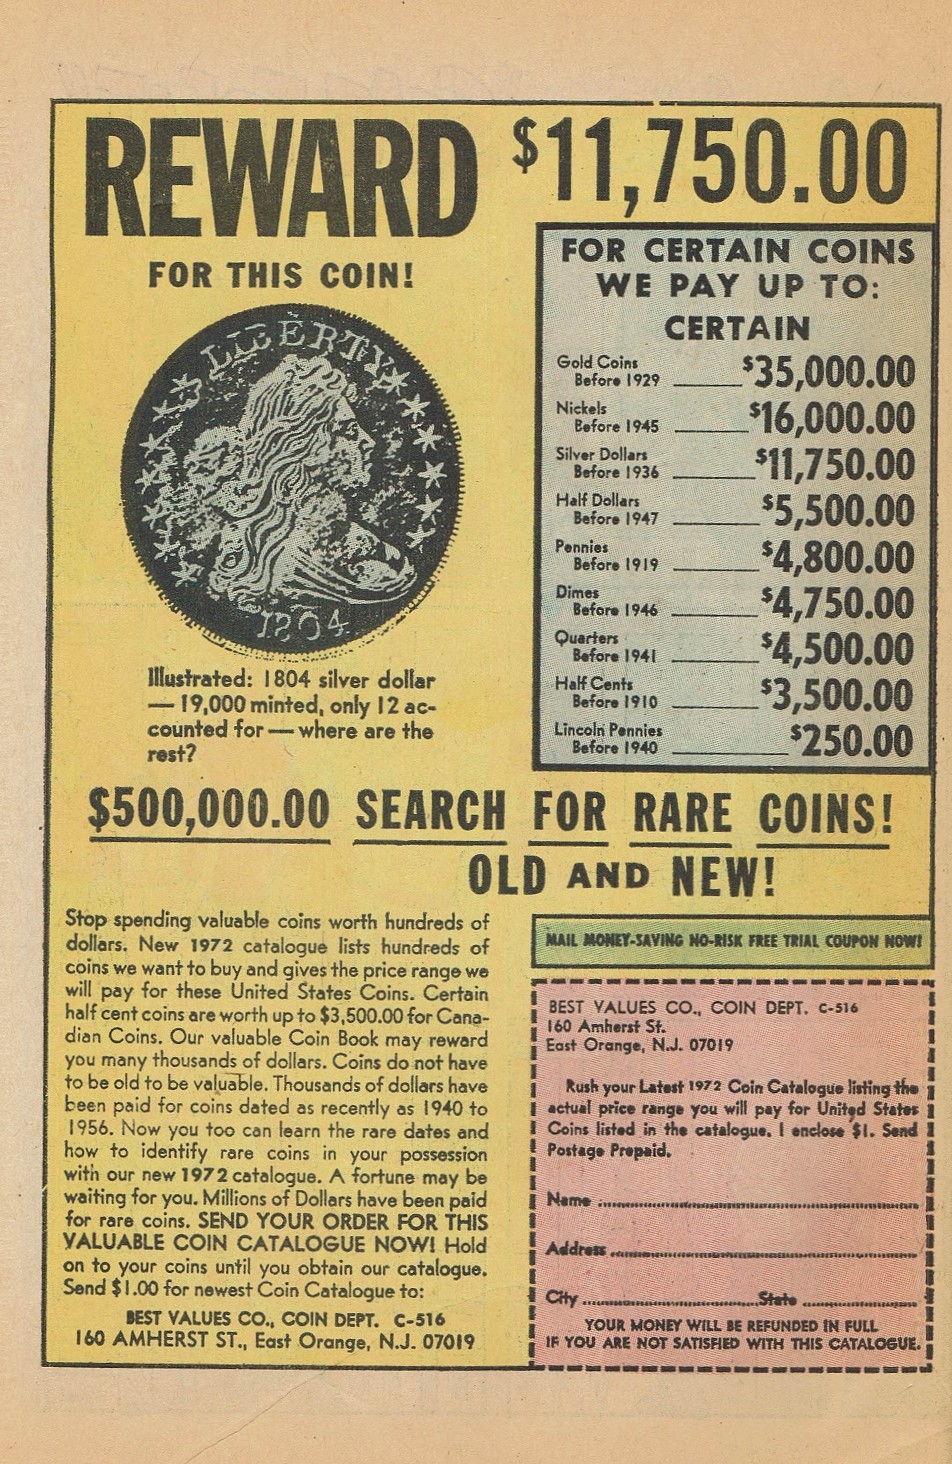 REWARD $11,750.00
FOR THIS COIN!
LIBERTY
1804
Illustrated: 1804 silver dollar
— 19,000 minted, only 12 ac-
counted for — where are the
rest?
FOR CERTAIN COINS
WE PAY UP TO:
CERTAIN
Gold Coins
Before 1929 $35,000.00
Nickels
Before 1945 $16,000.00
Silver Dollars
Before 1936 $11,750.00
Half Dollars
Before 1947 $5,500.00
Pennies
Before 1919 $4,800.00
Dimes
Before 1946 $4,750.00
Quarters
Before 1941 $4,500.00
Half Cents
Before 1910 $3,500.00
Lincoln Pennies
Before 1940 $250.00
$500,000.00 SEARCH FOR RARE COINS!
OLD AND NEW!
Stop spending valuable coins worth hundreds of
dollars. New 1972 catalogue lists hundreds of
coins we want to buy and gives the price range we
will pay for these United States Coins. Certain
half cent coins are worth up to $3,500.00 for Cana-
dian Coins. Our valuable Coin Book may reward
you many thousands of dollars. Coins do not have
to be old to be valuable. Thousands of dollars have
been paid for coins dated as recently as 1940 to
1956. Now you too can learn the rare dates and
how to identify rare coins in your possession
with our new 1972 catalogue. A fortune may be
waiting for you. Millions of Dollars have been paid
for rare coins. SEND YOUR ORDER FOR THIS
VALUABLE COIN CATALOGUE NOW! Hold
on to your coins until you obtain our catalogue.
Send $1.00 for newest Coin Catalogue to:
BEST VALUES CO., COIN DEPT. C-516
160 AMHERST ST., East Orange, N.J. 07019
MAIL MONEY-SAVING NO-RISK FREE TRIAL COUPON NOW!
BEST VALUES CO., COIN DEPT. C-516
160 Amherst St.
East Orange, N.J. 07019
Rush your Latest 1972 Coin Catalogue listing the
actual price range you will pay for United States
Coins listed in the catalogue. I enclose $1. Send
Postage Prepaid.
Name
Address
City State
YOUR MONEY WILL BE REFUNDED IN FULL
IF YOU ARE NOT SATISFIED WITH THIS CATALOGUE.